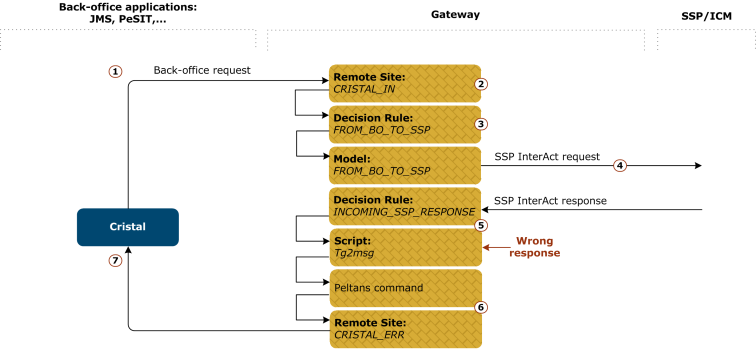 Back-office applications:
JMS, PeSIT,...
Gateway
SSP/ICM
1
Back-office request
Remote Site:
CRISTAL_IN
2
Decision Rule:
FROM_BO_TO_SSP
3
Model:
FROM_BO_TO_SSP
SSP InterAct request
4
Decision Rule:
INCOMING_SSP_RESPONSE
SSP InterAct response
5
Cristal
Script:
Tg2msg
Wrong
response
7
Peltans command
6
Remote Site:
CRISTAL_ERR